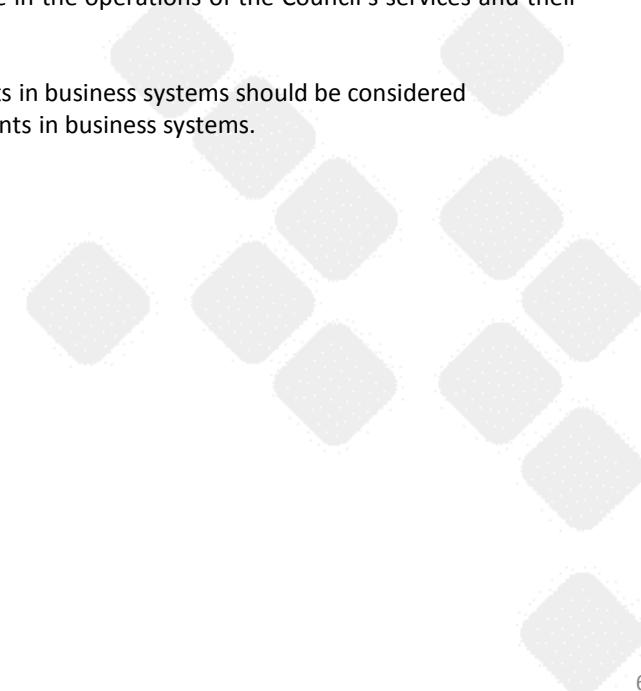 in the operations of the Council's services and their
ts in business systems should be considered
nts in business systems.
6